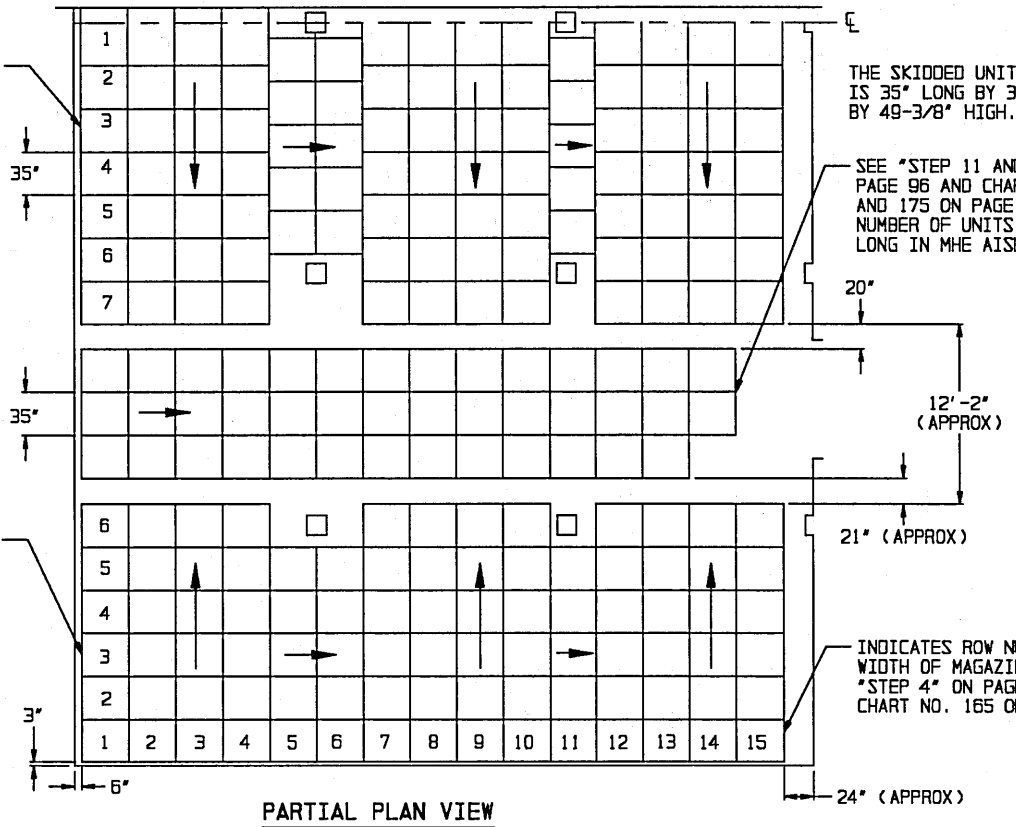 ℄
1
2
3
4
5
6
7
35"
THE SKIDDED UNIT
IS 35" LONG BY 3
BY 49-3/8" HIGH.
SEE "STEP 11 AND
PAGE 96 AND CHAR
AND 175 ON PAGE
NUMBER OF UNITS
LONG IN MHE AISL
20"
35"
12'-2"
(APPROX)
21" (APPROX)
6
5
4
3
2
1 2 3 4 5 6 7 8 9 10 11 12 13 14 15
INDICATES ROW N
WIDTH OF MAGAZIN
"STEP 4" ON PAG
CHART NO. 165 O
3"
6"
24" (APPROX)
PARTIAL PLAN VIEW